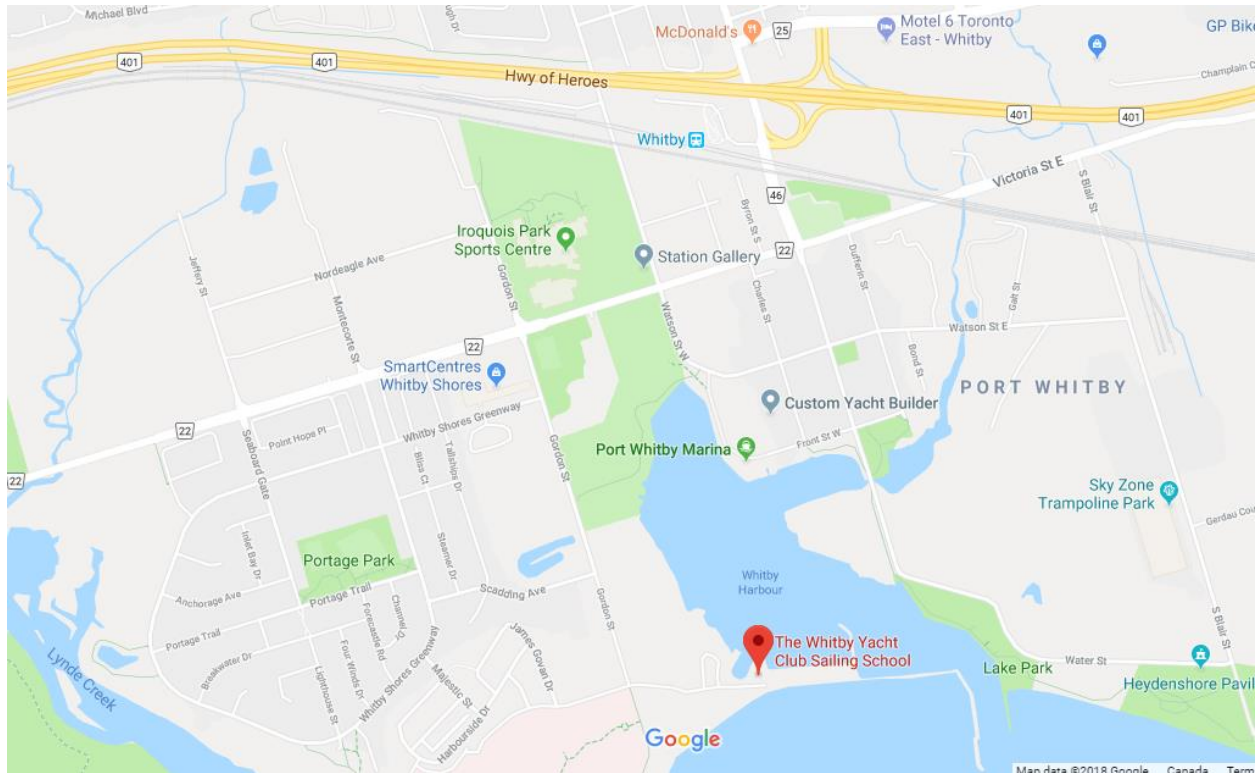 Michael Blvd
McDonald's
25
Motel 6 Toronto
East - Whitby
GP Bik
401
401
Hwy of Heroes
Champlain C
401
401
Whitby
Victoria St E
S Blair St
46
Byron St S
Iroquois Park
Sports Centre
Station Gallery
22
Dufferin St
Jeffery St
Nordeagle Ave
Gordon St
Charles St
Galt St
Montecorte St
Watson St W
Watson St E
22
Bond St
SmartCentres
Whitby Shores
PORT WHITBY
Custom Yacht Builder
Whitby Shores Greenway
22
Point Hope Pl
Front St W
Seaboard Gate
Tallships Dr
Bliss Ct
Gordon St
Port Whitby Marina
22
Sky Zone
Trampoline Park
Gerdau Cou
Inlet Bay Dr
Steamer Dr
Portage Park
Whitby
Harbour
Anchorage Ave
Portage Trail
Scadding Ave
Gordon St
Channel Dr
Forecastle Rd
S Blair St
Portage Trail
Four Winds Dr
James Govan Dr
The Whitby Yacht
Club Sailing School
Breakwater Dr
Lynde Creek
Lighthouse St
Whitby Shores Greenway
Majestic St
Lake Park
Water St
Heydenshore Pavil
Harbourside Dr
Google
Map data ©2018 Google
Canada
Term